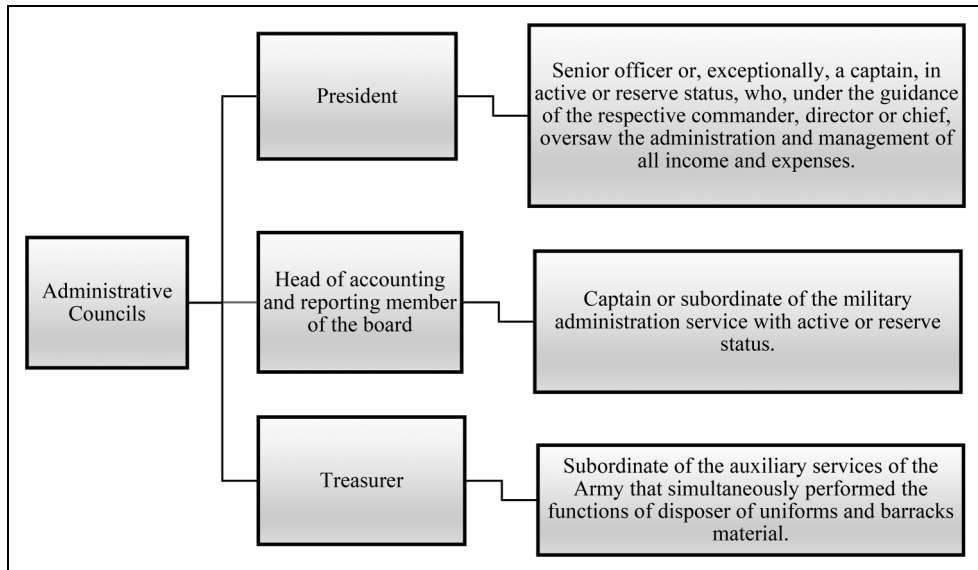 Administrative
Councils
President
Senior officer or, exceptionally, a captain, in
active or reserve status, who, under the guidance
of the respective commander, director or chief,
oversaw the administration and management of
all income and expenses.
Head of accounting
and reporting member
of the board
Captain or subordinate of the military
administration service with active or reserve
status.
Treasurer
Subordinate of the auxiliary services of the
Army that simultaneously performed the
functions of disposer of uniforms and barracks
material.